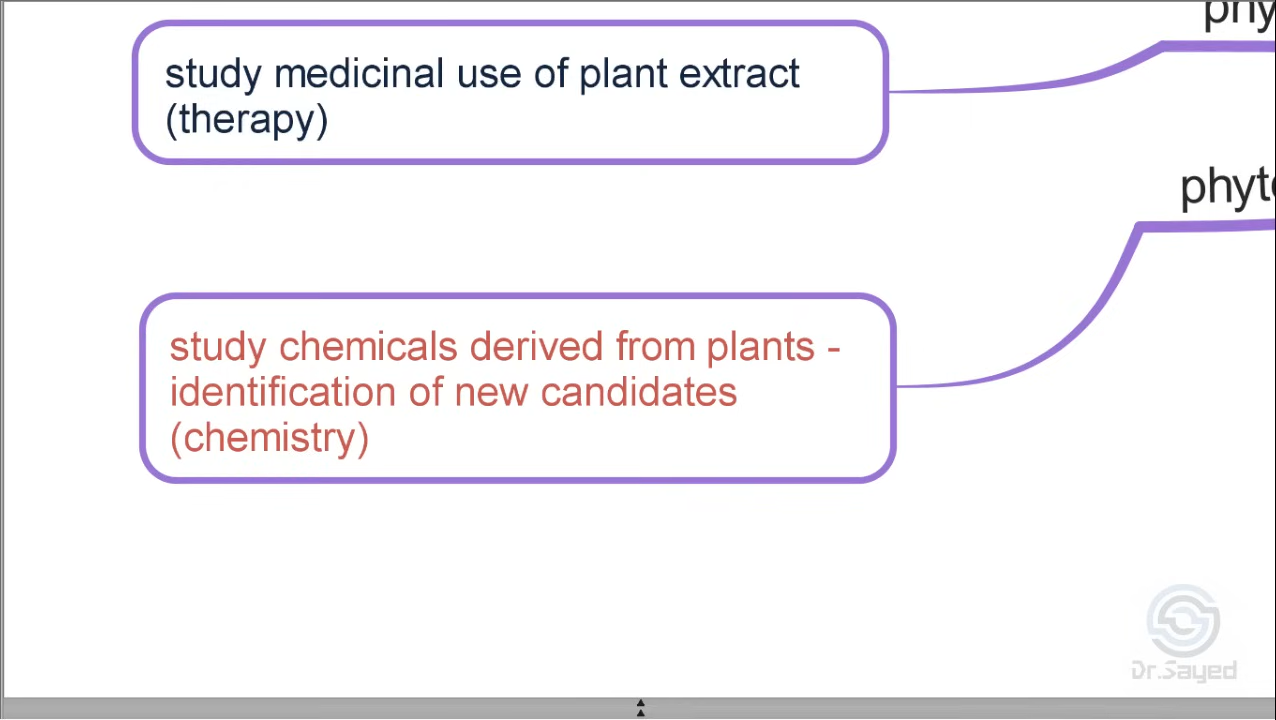 study medicinal use of plant extract
(therapy)
study chemicals derived from plants -
identification of new candidates
(chemistry)
Dr.Sayed